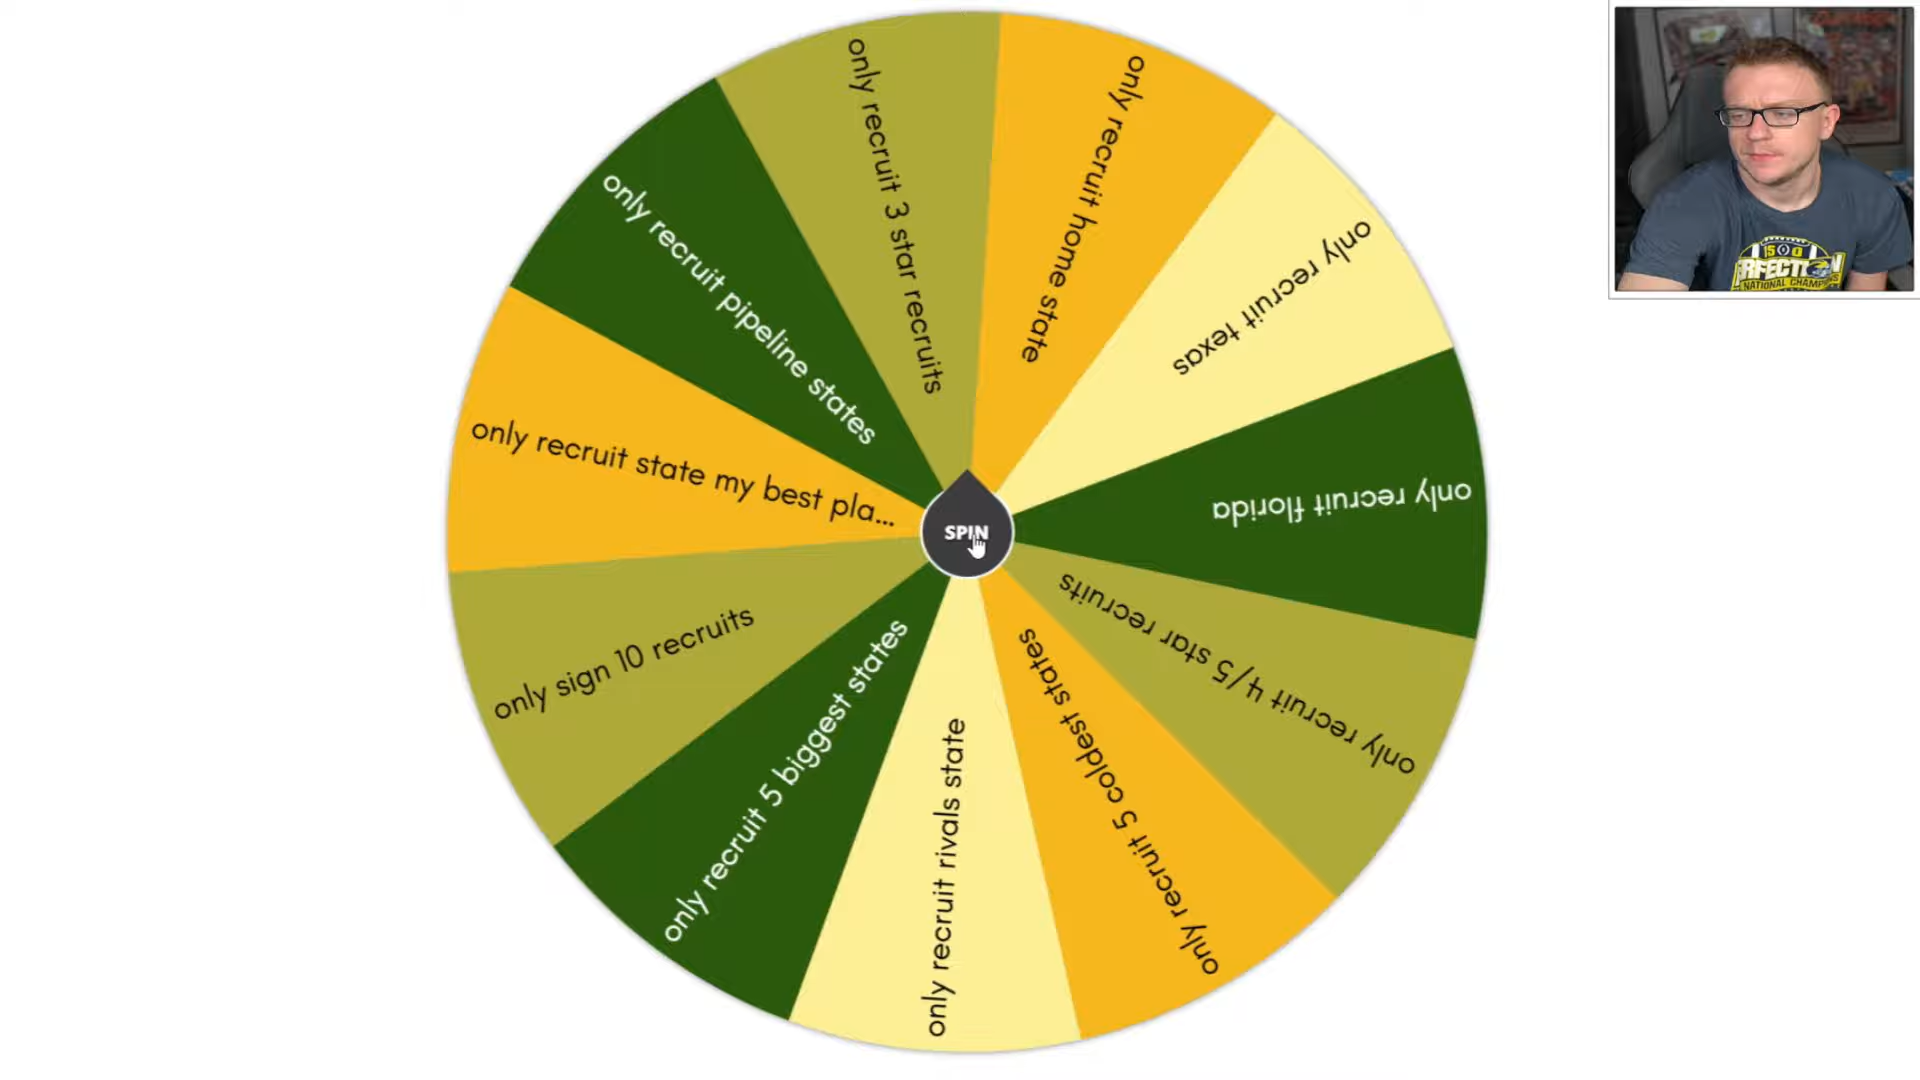 only recruit 3 star recruits
only recruit home state
only recruit texas
only recruit florida
only recruit 4/5 star recruits
only recruit 5 coldest states
only recruit rivals state
only recruit 5 biggest states
only sign 10 recruits
only recruit state my best pla...
only recruit pipeline states
SPIN
NATIONAL CHAMP